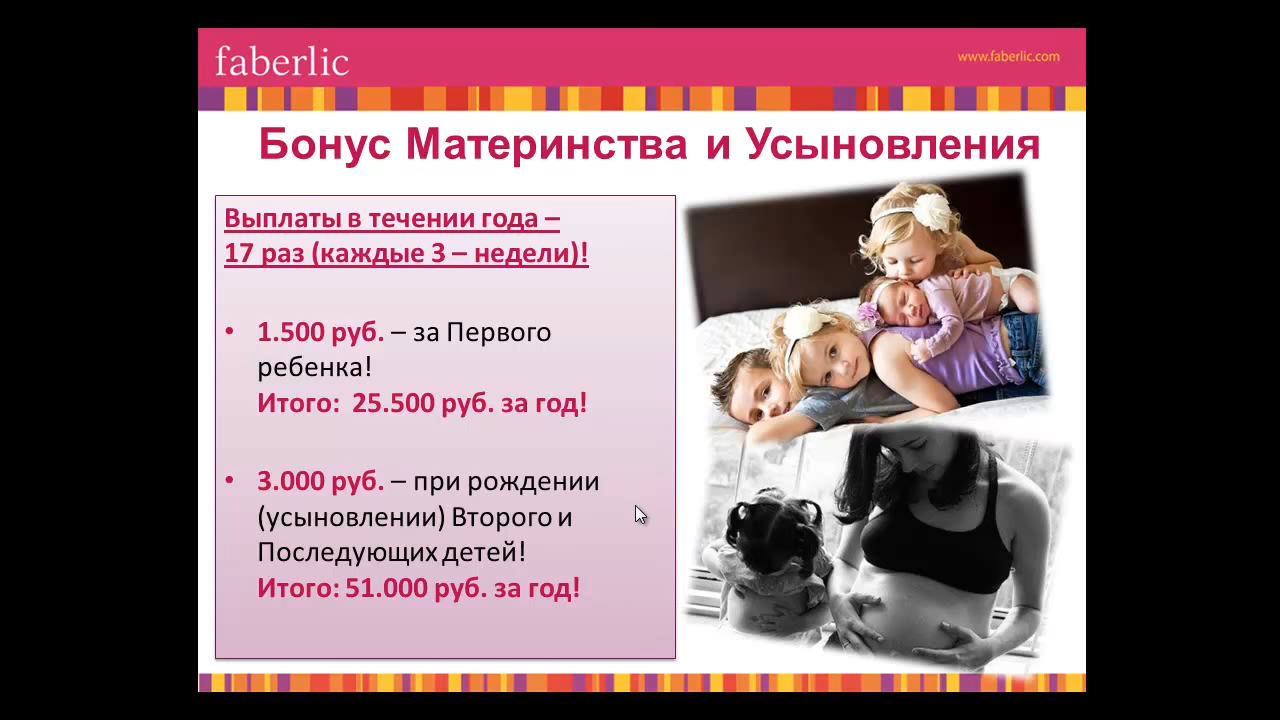 faberlic
www.faberlic.com
Бонус Материнства и Усыновления
Выплаты в течении года –
17 раз (каждые 3 – недели)!
• 1.500 руб. – за Первого
ребенка!
Итого: 25.500 руб. за год!
• 3.000 руб. – при рождении
(усыновлении) Второго и
Последующих детей!
Итого: 51.000 руб. за год!